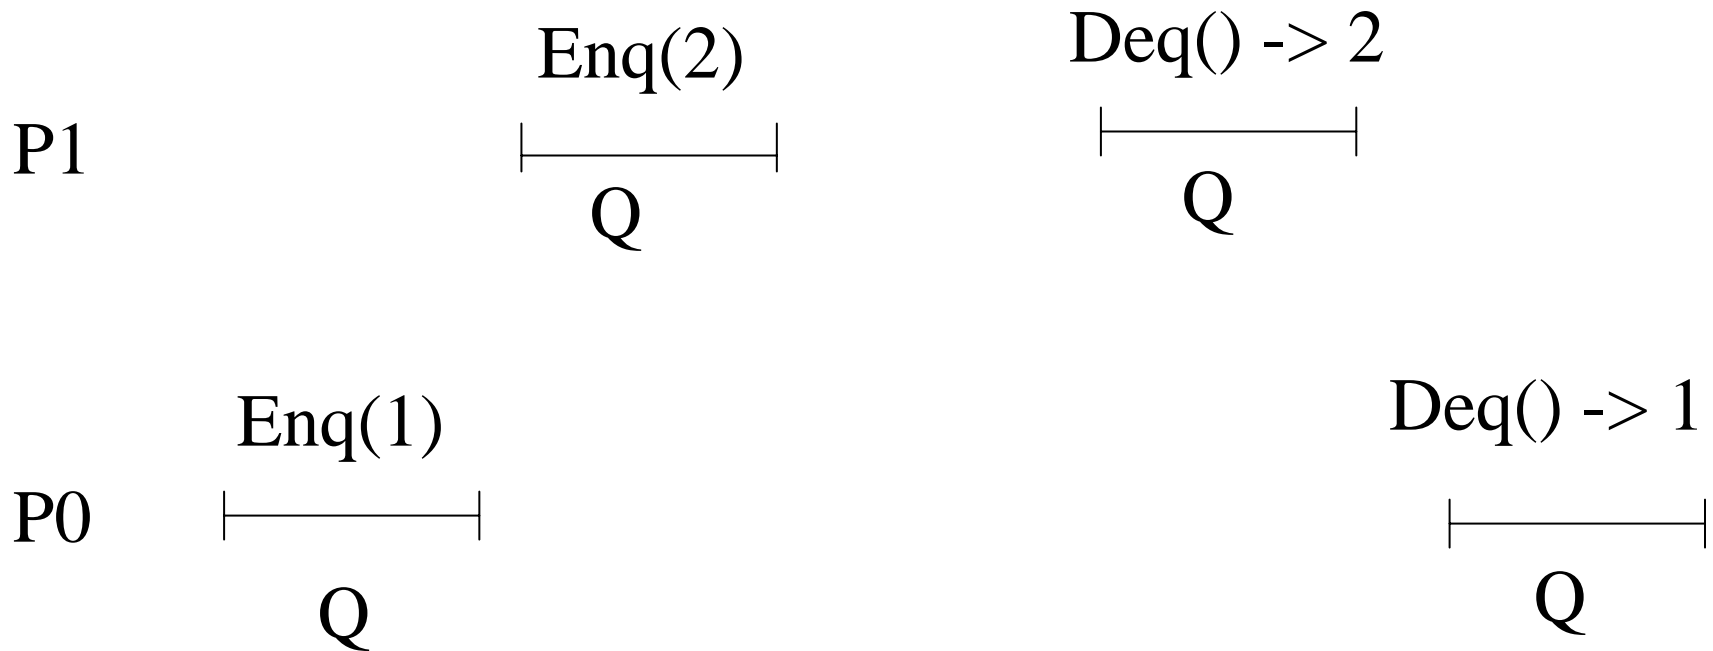 Enq(2)
Deq() -> 2
P1
Q
Q
Enq(1)
Deq() -> 1
P0
Q
Q